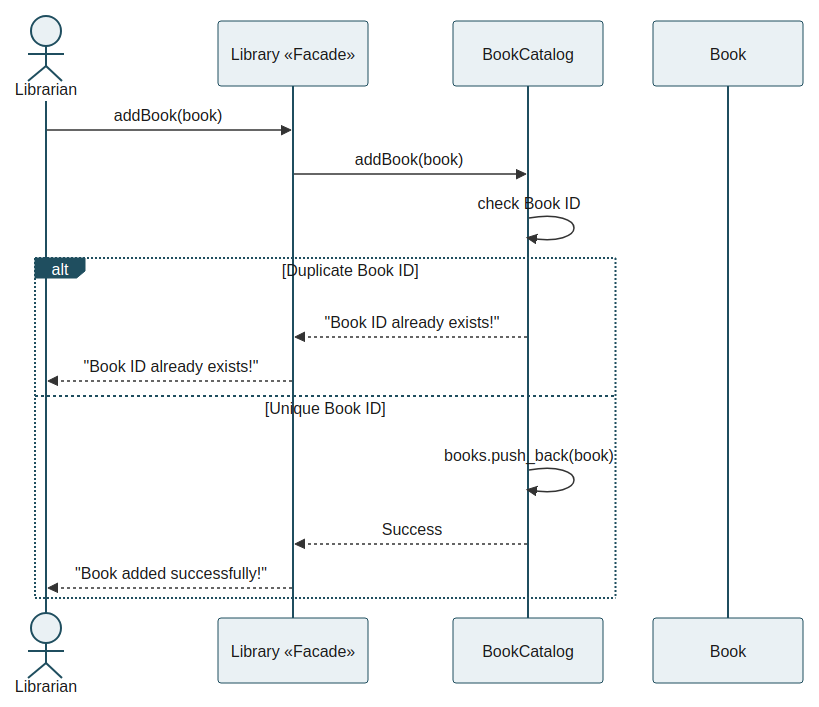 Librarian
Library «Facade»
BookCatalog
Book
addBook(book)
addBook(book)
check Book ID
alt
[Duplicate Book ID]
"Book ID already exists!"
"Book ID already exists!"
[Unique Book ID]
books.push_back(book)
Success
"Book added successfully!"
Librarian
Library «Facade»
BookCatalog
Book